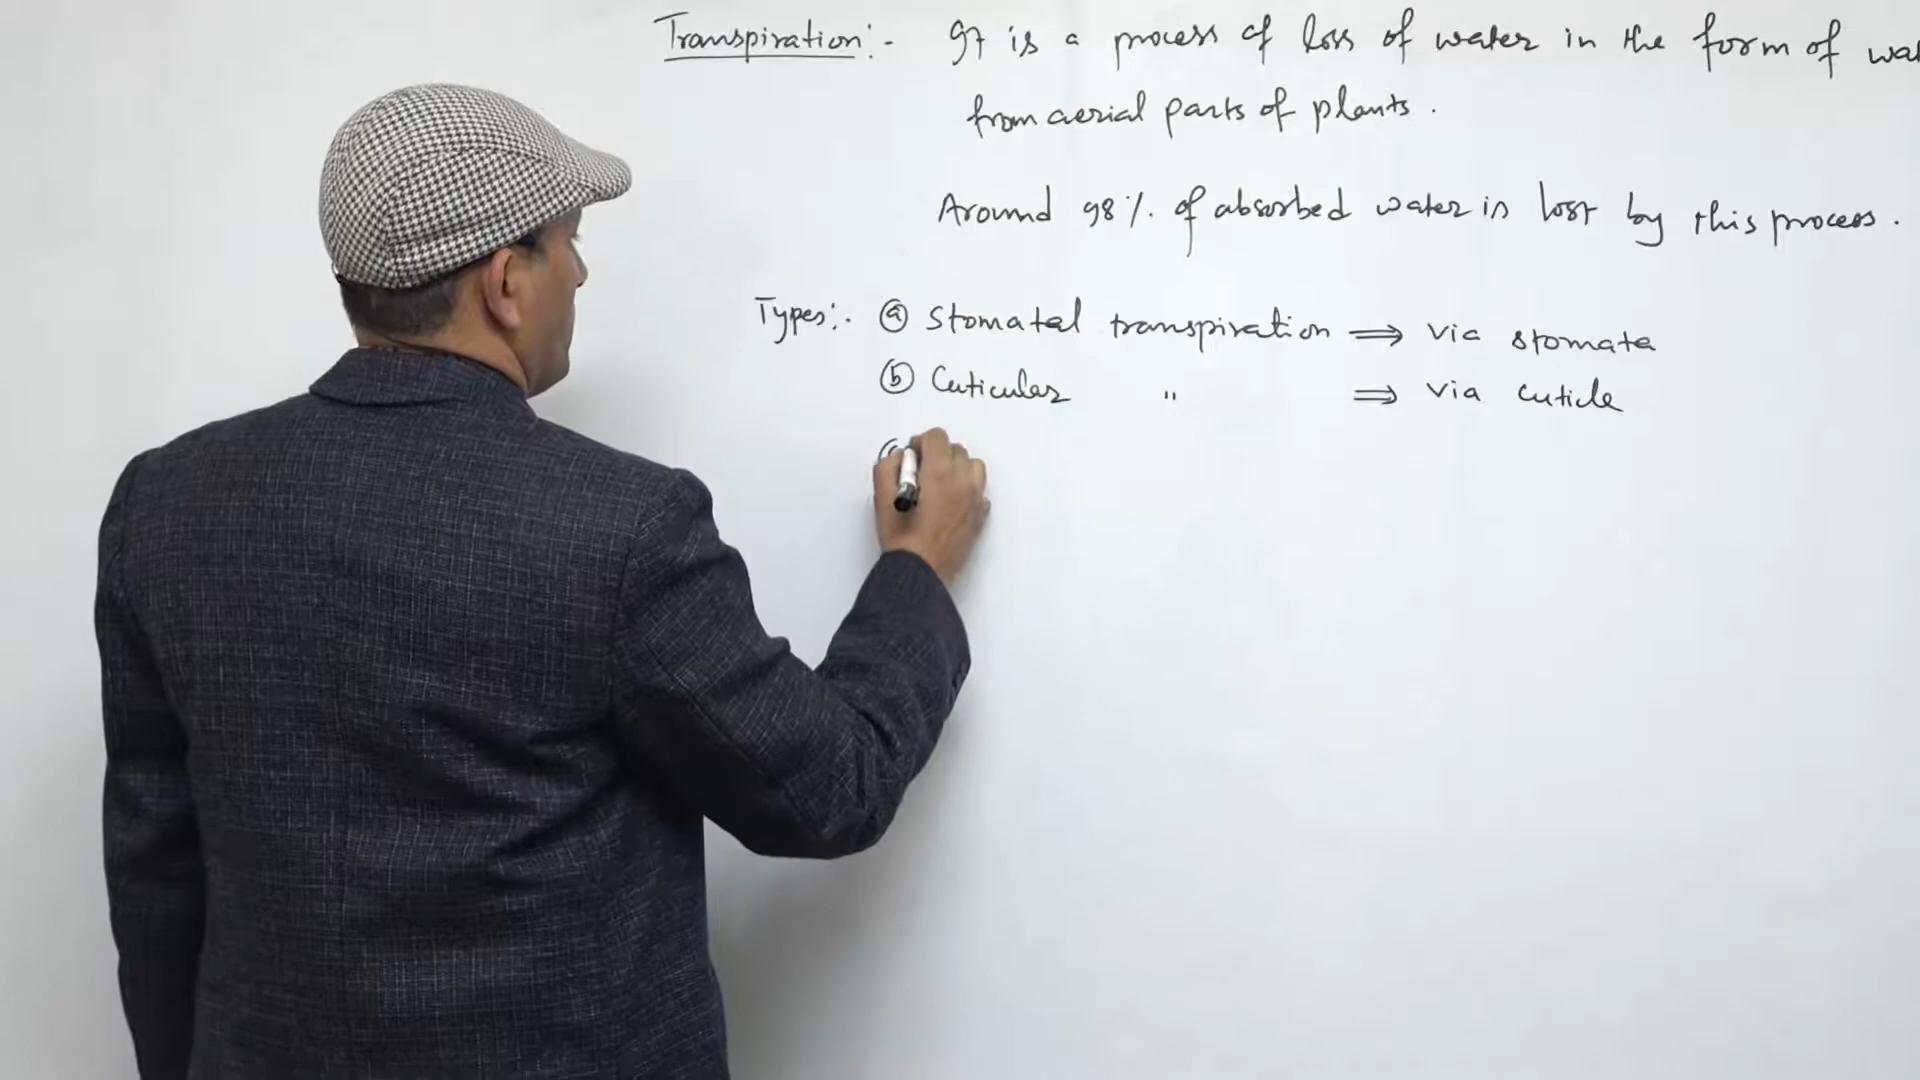 Transpiration :- It is a process of loss of water in the form of
from aerial parts of plants.
Around 98% of absorbed water is lost by this process.
Types:- (a) Stomatal transpiration ⇒ via stomata
(b) Cuticular " ⇒ via cuticle